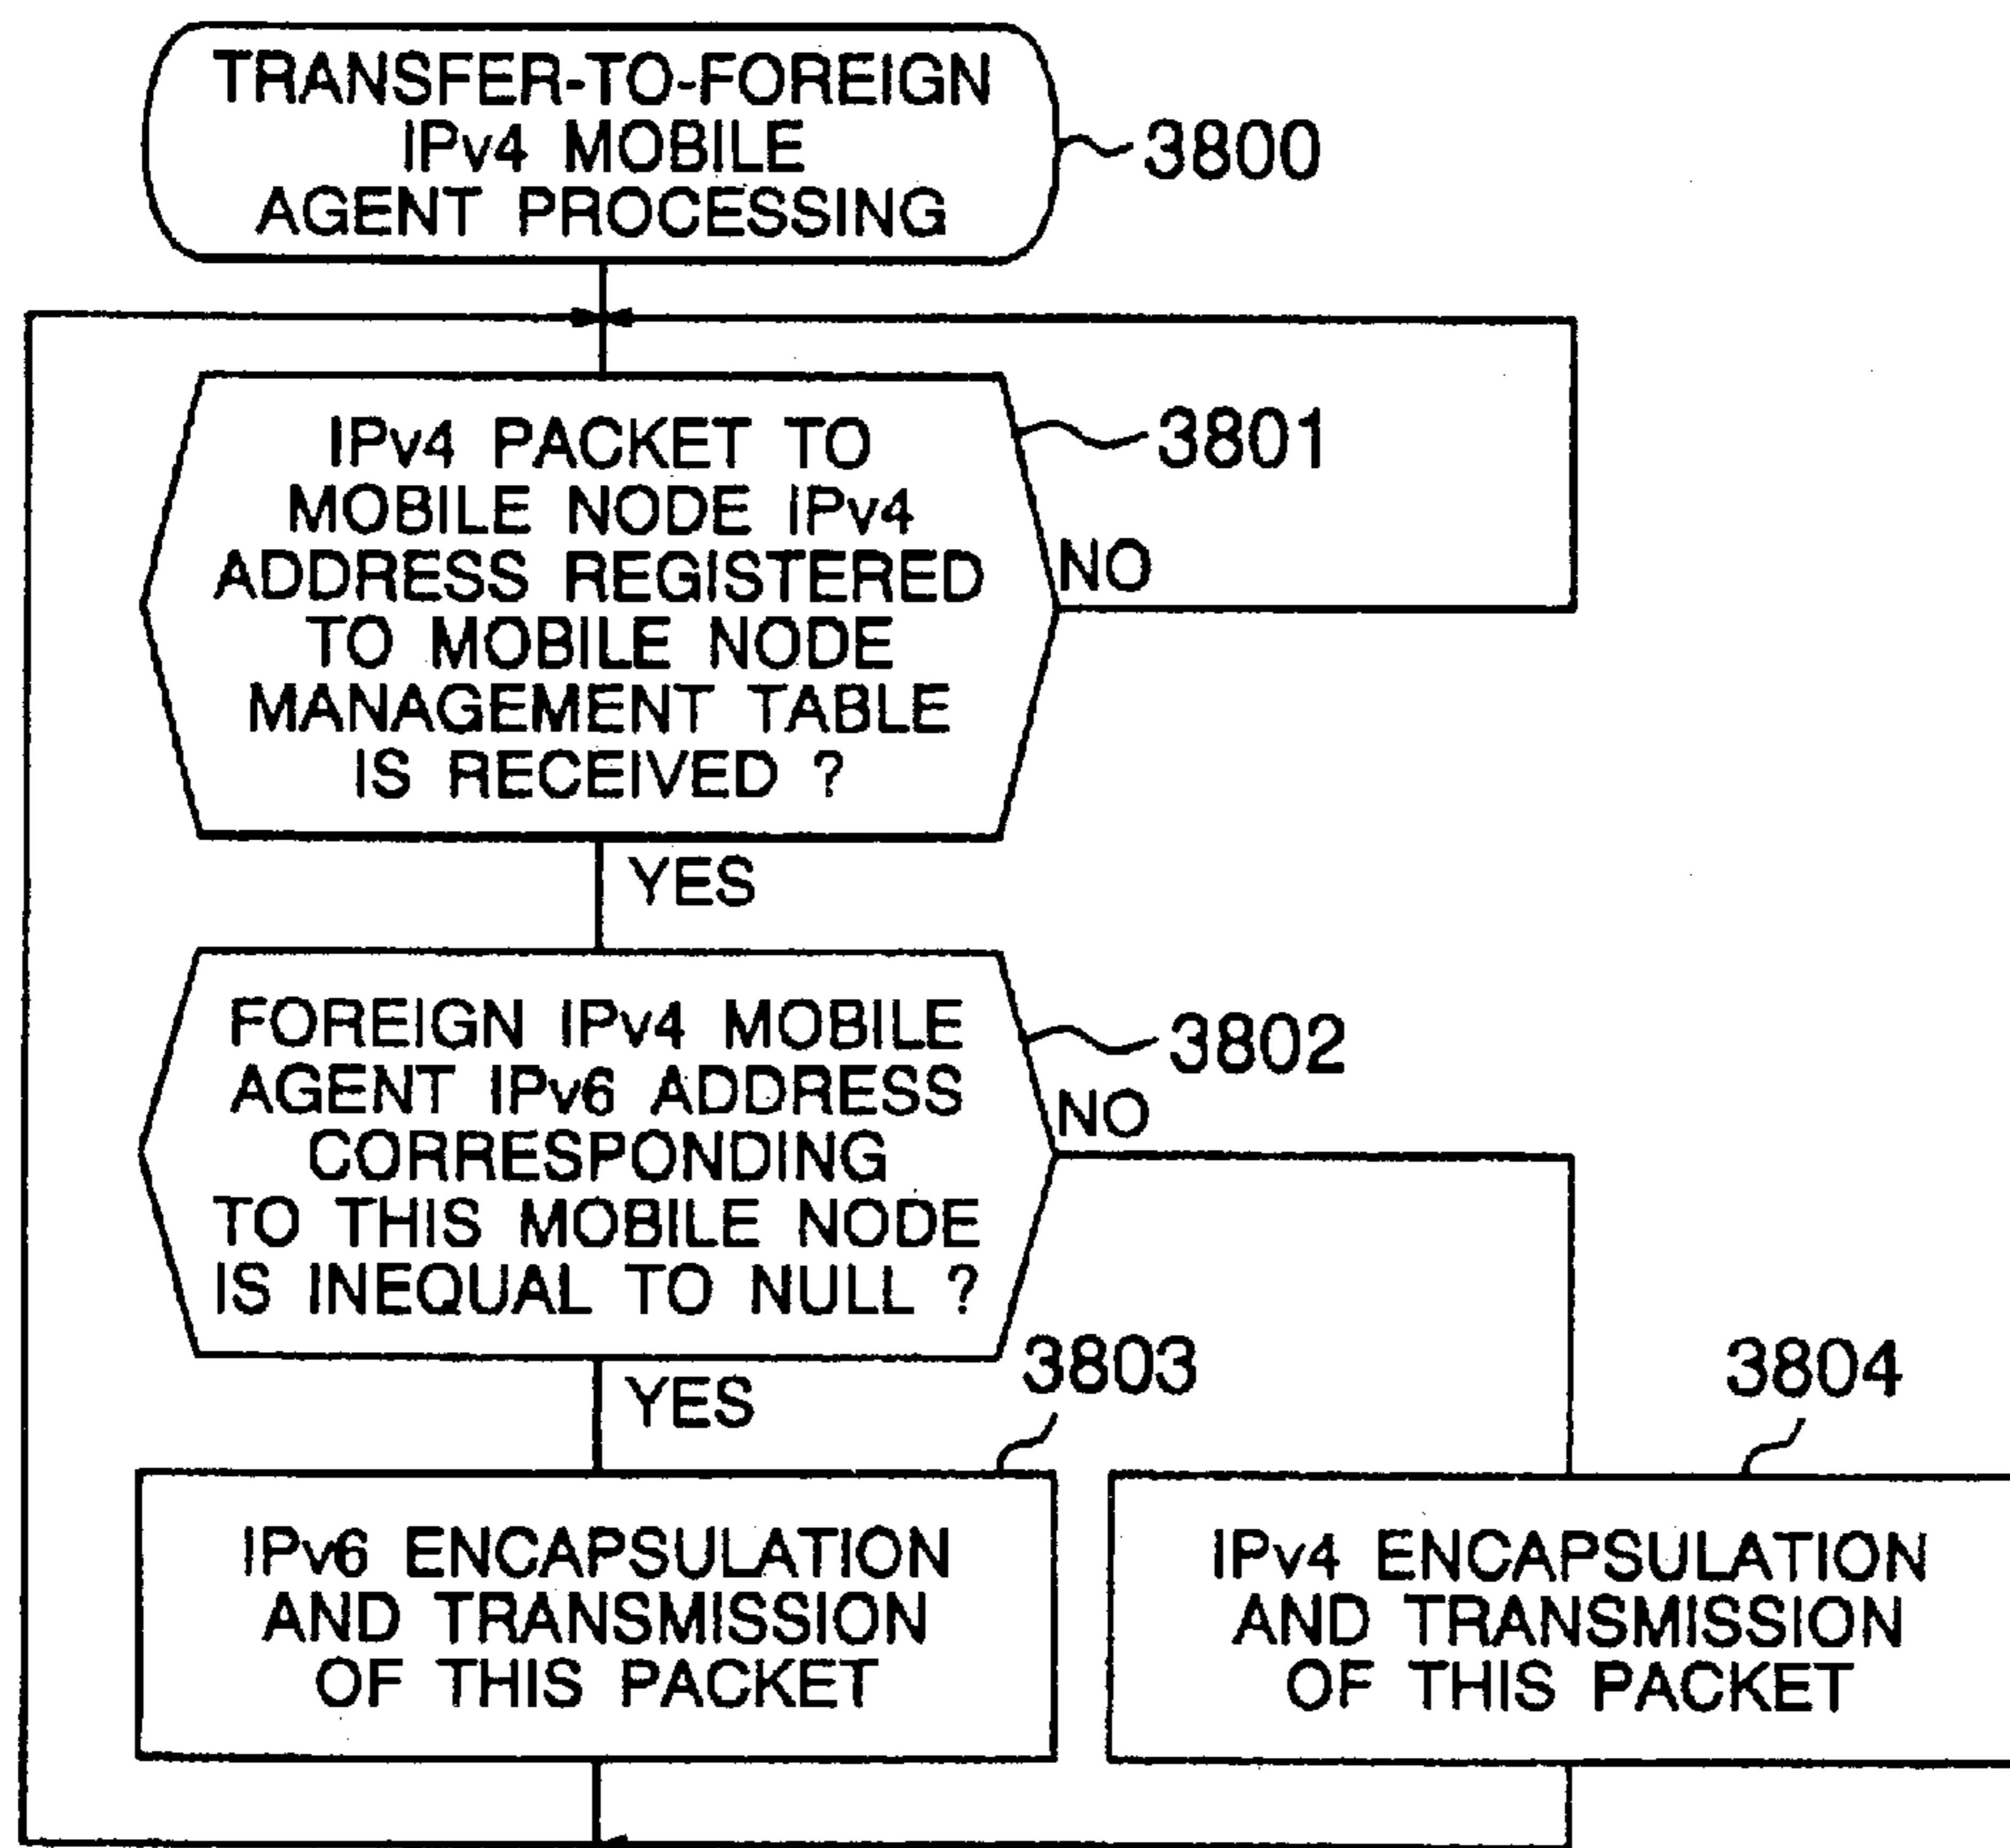 TRANSFER-TO-FOREIGN
IPv4 MOBILE
AGENT PROCESSING
3800
IPv4 PACKET TO
MOBILE NODE IPv4
ADDRESS REGISTERED
TO MOBILE NODE
MANAGEMENT TABLE
IS RECEIVED ?
3801
NO
YES
FOREIGN IPv4 MOBILE
AGENT IPv6 ADDRESS
CORRESPONDING
TO THIS MOBILE NODE
IS INEQUAL TO NULL ?
3802
NO
YES
3803
3804
IPv6 ENCAPSULATION
AND TRANSMISSION
OF THIS PACKET
IPv4 ENCAPSULATION
AND TRANSMISSION
OF THIS PACKET